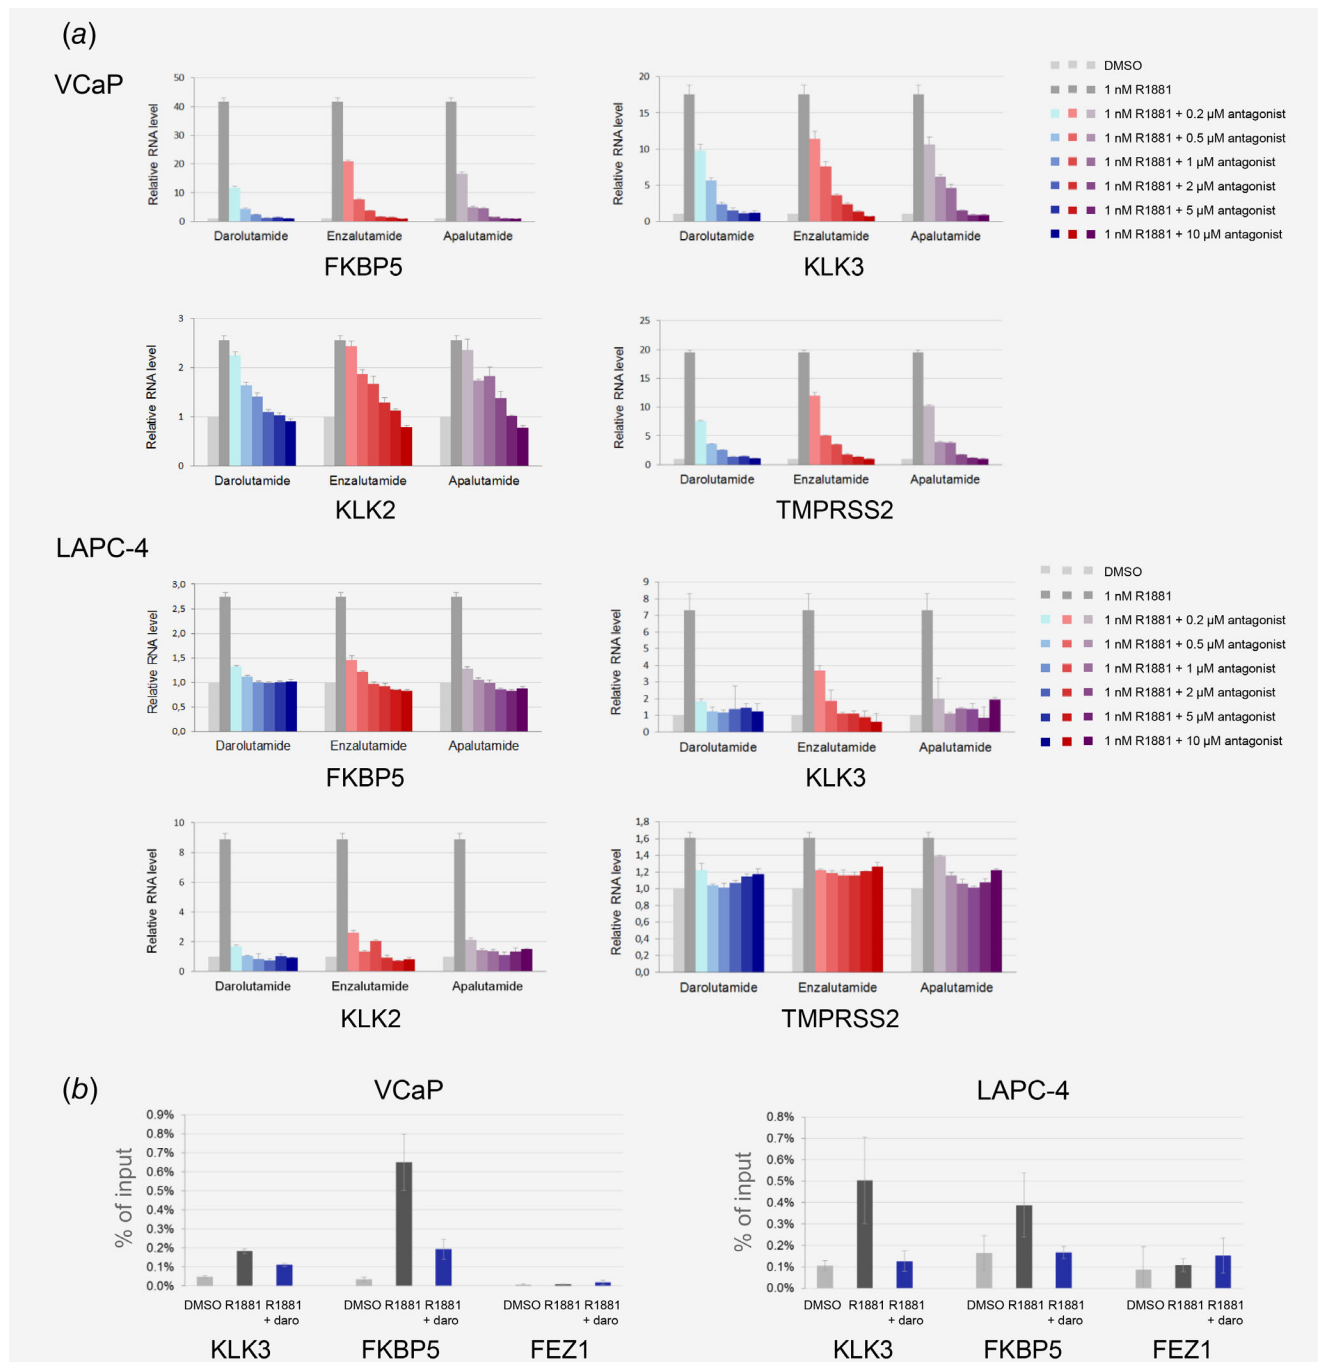 (a)
VCaP
50
40
30
20
10
0
Relative RNA level
Darolutamide Enzalutamide Apalutamide
FKBP5
20
15
10
5
0
Relative RNA level
Darolutamide Enzalutamide Apalutamide
KLK3
DMSO
1 nM R1881
1 nM R1881 + 0.2 µM antagonist
1 nM R1881 + 0.5 µM antagonist
1 nM R1881 + 1 µM antagonist
1 nM R1881 + 2 µM antagonist
1 nM R1881 + 5 µM antagonist
1 nM R1881 + 10 µM antagonist
3
2
1
0
Relative RNA level
Darolutamide Enzalutamide Apalutamide
KLK2
25
20
15
10
5
0
Relative RNA level
Darolutamide Enzalutamide Apalutamide
TMPRSS2
LAPC-4
3,0
2,5
2,0
1,5
1,0
0,5
0,0
Relative RNA level
Darolutamide Enzalutamide Apalutamide
FKBP5
9
8
7
6
5
4
3
2
1
0
Relative RNA level
Darolutamide Enzalutamide Apalutamide
KLK3
DMSO
1 nM R1881
1 nM R1881 + 0.2 µM antagonist
1 nM R1881 + 0.5 µM antagonist
1 nM R1881 + 1 µM antagonist
1 nM R1881 + 2 µM antagonist
1 nM R1881 + 5 µM antagonist
1 nM R1881 + 10 µM antagonist
10
8
6
4
2
0
Relative RNA level
Darolutamide Enzalutamide Apalutamide
KLK2
1,8
1,6
1,4
1,2
1,0
0,8
0,6
0,4
0,2
0,0
Relative RNA level
Darolutamide Enzalutamide Apalutamide
TMPRSS2
(b)
VCaP
0.9%
0.8%
0.7%
0.6%
0.5%
0.4%
0.3%
0.2%
0.1%
0.0%
% of input
DMSO R1881 R1881 DMSO R1881 R1881 DMSO R1881 R1881
+ daro + daro + daro
KLK3 FKBP5 FEZ1
LAPC-4
0.8%
0.7%
0.6%
0.5%
0.4%
0.3%
0.2%
0.1%
0.0%
% of input
DMSO R1881 R1881 DMSO R1881 R1881 DMSO R1881 R1881
+ daro + daro + daro
KLK3 FKBP5 FEZ1